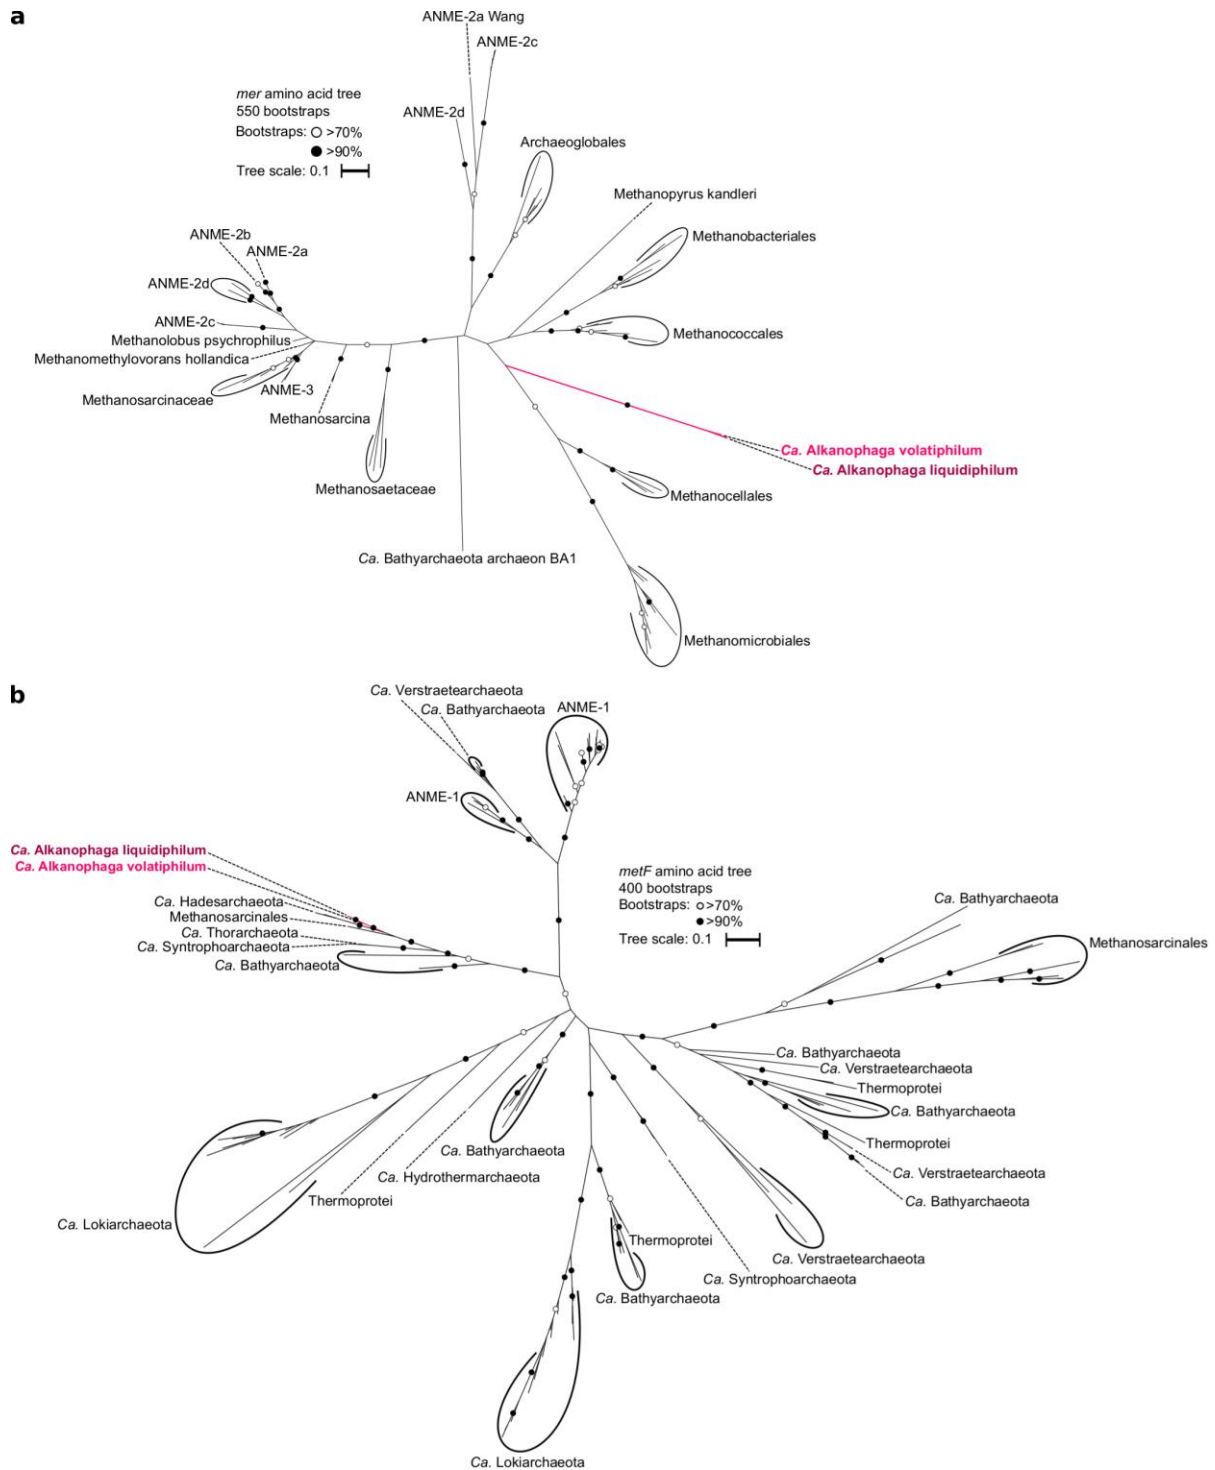 a
ANME-2a Wang
ANME-2c
mer amino acid tree
550 bootstraps
Bootstraps: >70%
>90%
Tree scale: 0.1
ANME-2d
Archaeoglobales
Methanopyrus kandleri
Methanobacteriales
ANME-2b
ANME-2a
ANME-2d
ANME-2c
Methanolobus psychrophilus
Methanomethylovorans hollandica
Methanococcales
Methanosarcinaceae
ANME-3
Methanosarcina
Ca. Alkanophaga volatiphilum
Ca. Alkanophaga liquidiphilum
Methanosaetaceae
Methanocellales
Ca. Bathyarchaeota archaeon BA1
Methanomicrobiales
b
Ca. Verstraetearchaeota
Ca. Bathyarchaeota
ANME-1
ANME-1
Ca. Alkanophaga liquidiphilum
Ca. Alkanophaga volatiphilum
metF amino acid tree
400 bootstraps
Bootstraps: >70%
>90%
Tree scale: 0.1
Ca. Hadesarchaeota
Methanosarcinales
Ca. Thorarchaeota
Ca. Syntrophoarchaeota
Ca. Bathyarchaeota
Ca. Bathyarchaeota
Methanosarcinales
Ca. Bathyarchaeota
Ca. Verstraetearchaeota
Thermoprotei
Ca. Bathyarchaeota
Thermoprotei
Ca. Verstraetearchaeota
Ca. Bathyarchaeota
Ca. Bathyarchaeota
Ca. Hydrothermarchaeota
Thermoprotei
Ca. Lokiarchaeota
Thermoprotei
Ca. Verstraetearchaeota
Ca. Syntrophoarchaeota
Ca. Bathyarchaeota
Ca. Lokiarchaeota